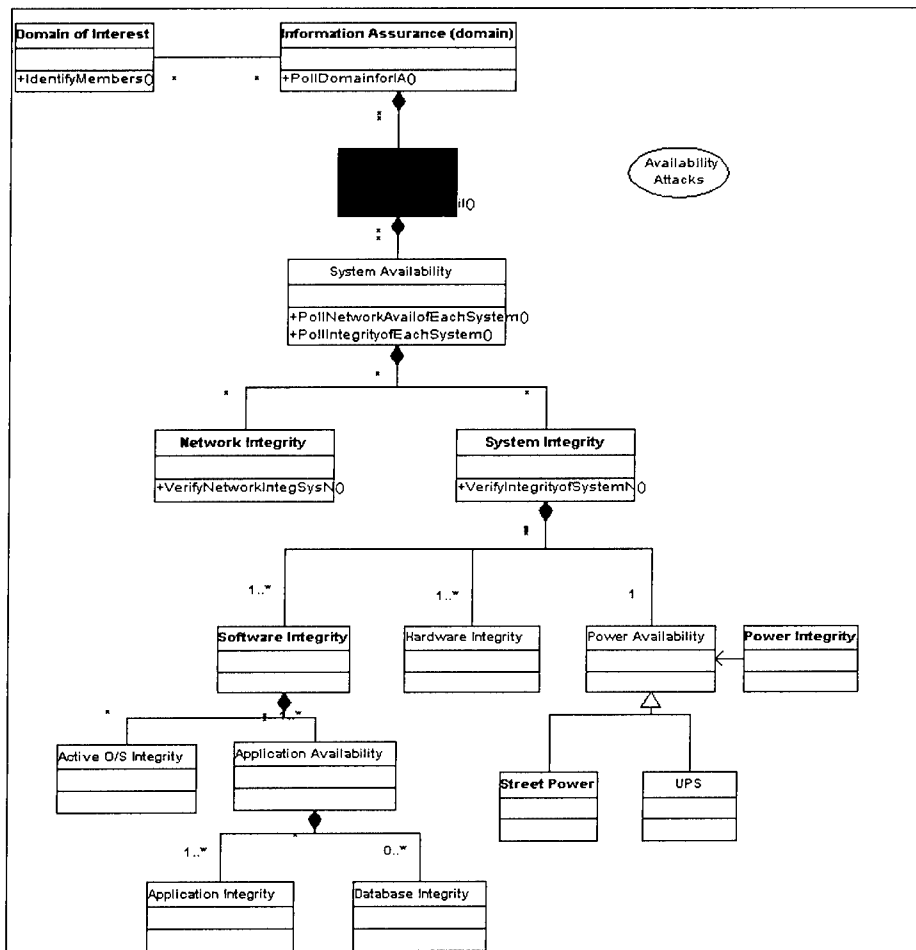 Domain of Interest
+IdentifyMembers()
*
*
Information Assurance (domain)
+PollDomainforIA()
*
*
Availability
Attacks
il()
*
*
System Availability
+PollNetworkAvailofEachSystem()
+PollIntegrityofEachSystem()
*
*
*
Network Integrity
+VerifyNetworkIntegSysN()
System Integrity
+VerifyIntegrityofSystemN()
1..*
1..*
1
Software Integrity
Hardware Integrity
Power Availability
Power Integrity
*
1..*
Active O/S Integrity
Application Availability
Street Power
UPS
*
1..*
0..*
Application Integrity
Database Integrity